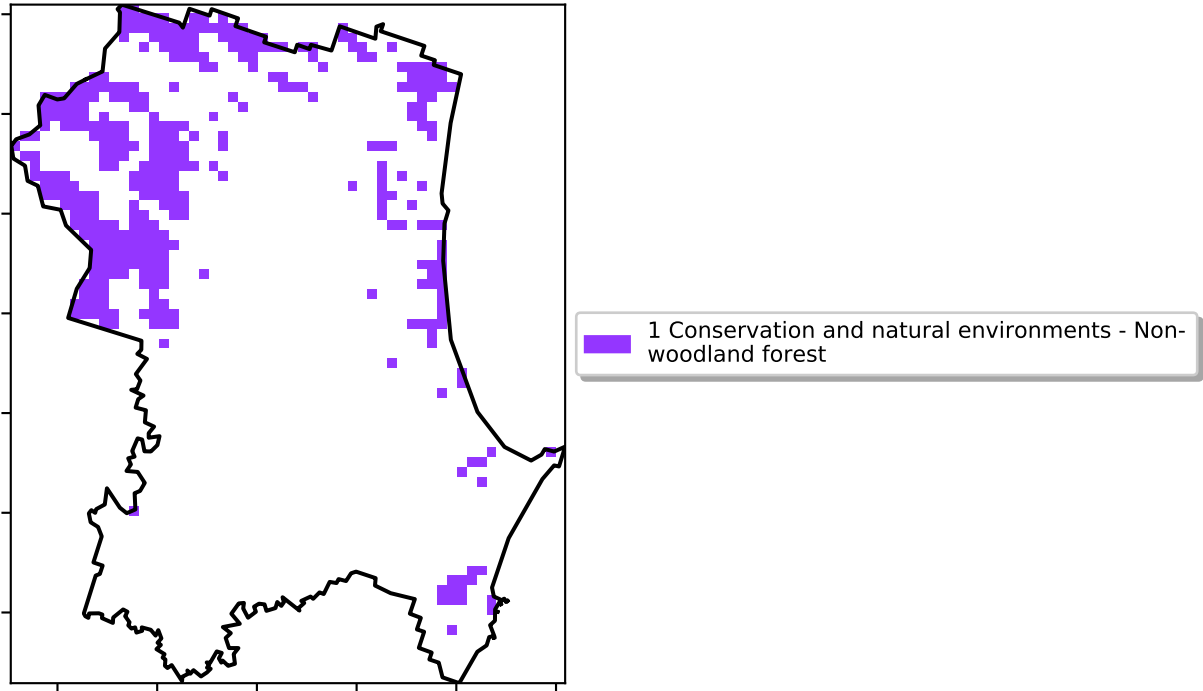 1 Conservation and natural environments - Non-
woodland forest